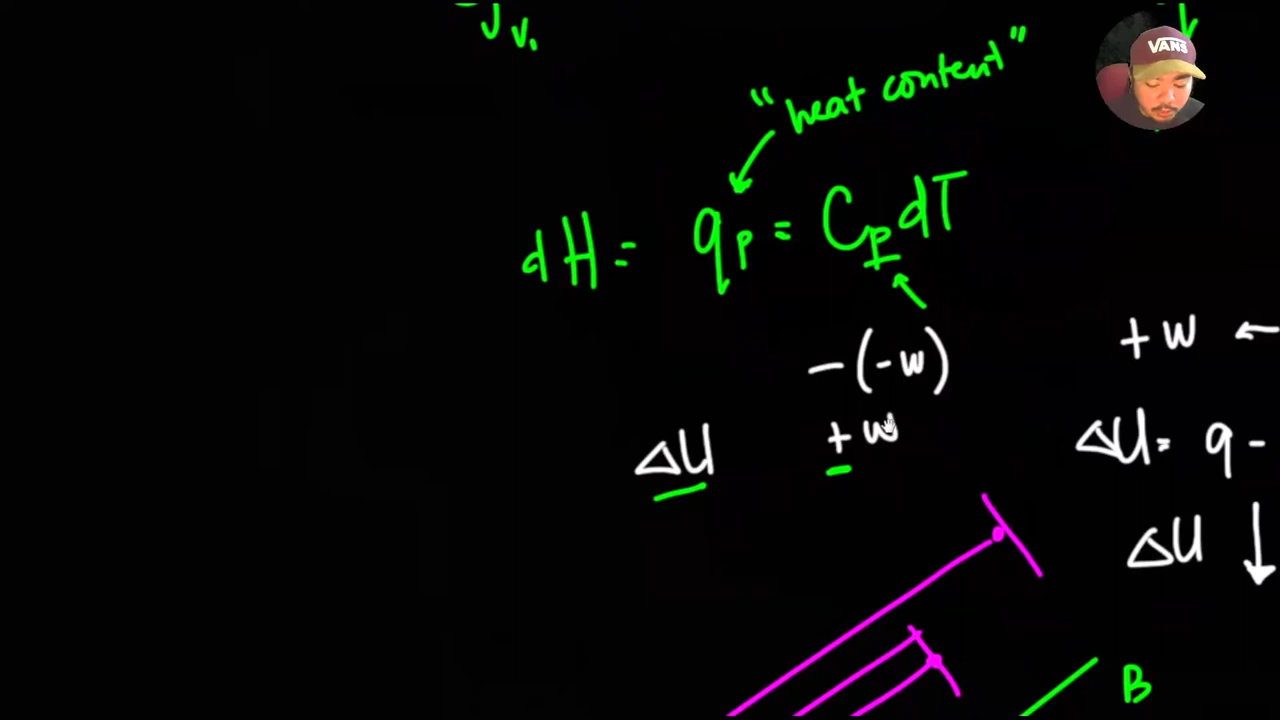 V.
VANS
"heat content"
dH = qp = CpdT
-(-w)
+w
+w ←
ΔU
ΔU = q -
ΔU ↓
B